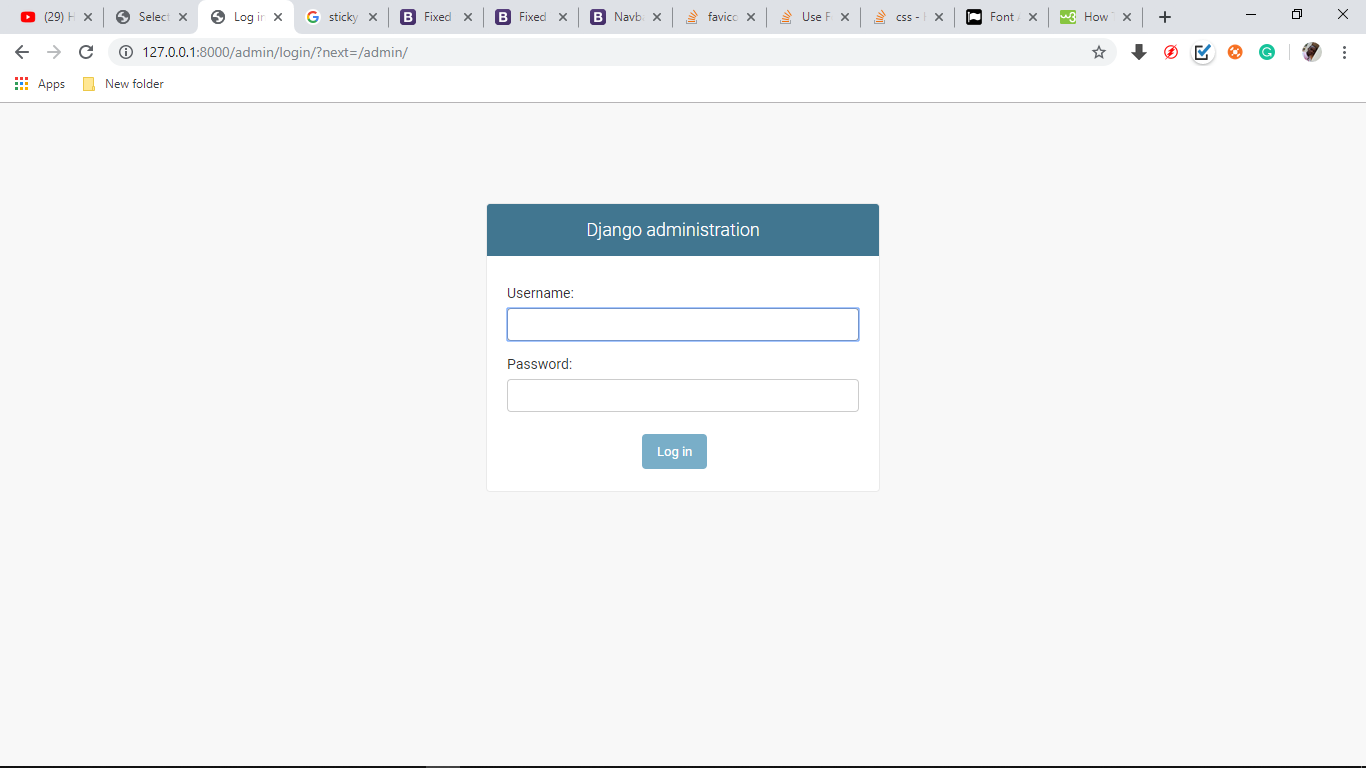 (29) H Select Log in sticky Fixed Fixed Navb favico Use F css - Font How
127.0.0.1:8000/admin/login/?next=/admin/
Apps New folder
Django administration
Username:
Password:
Log in